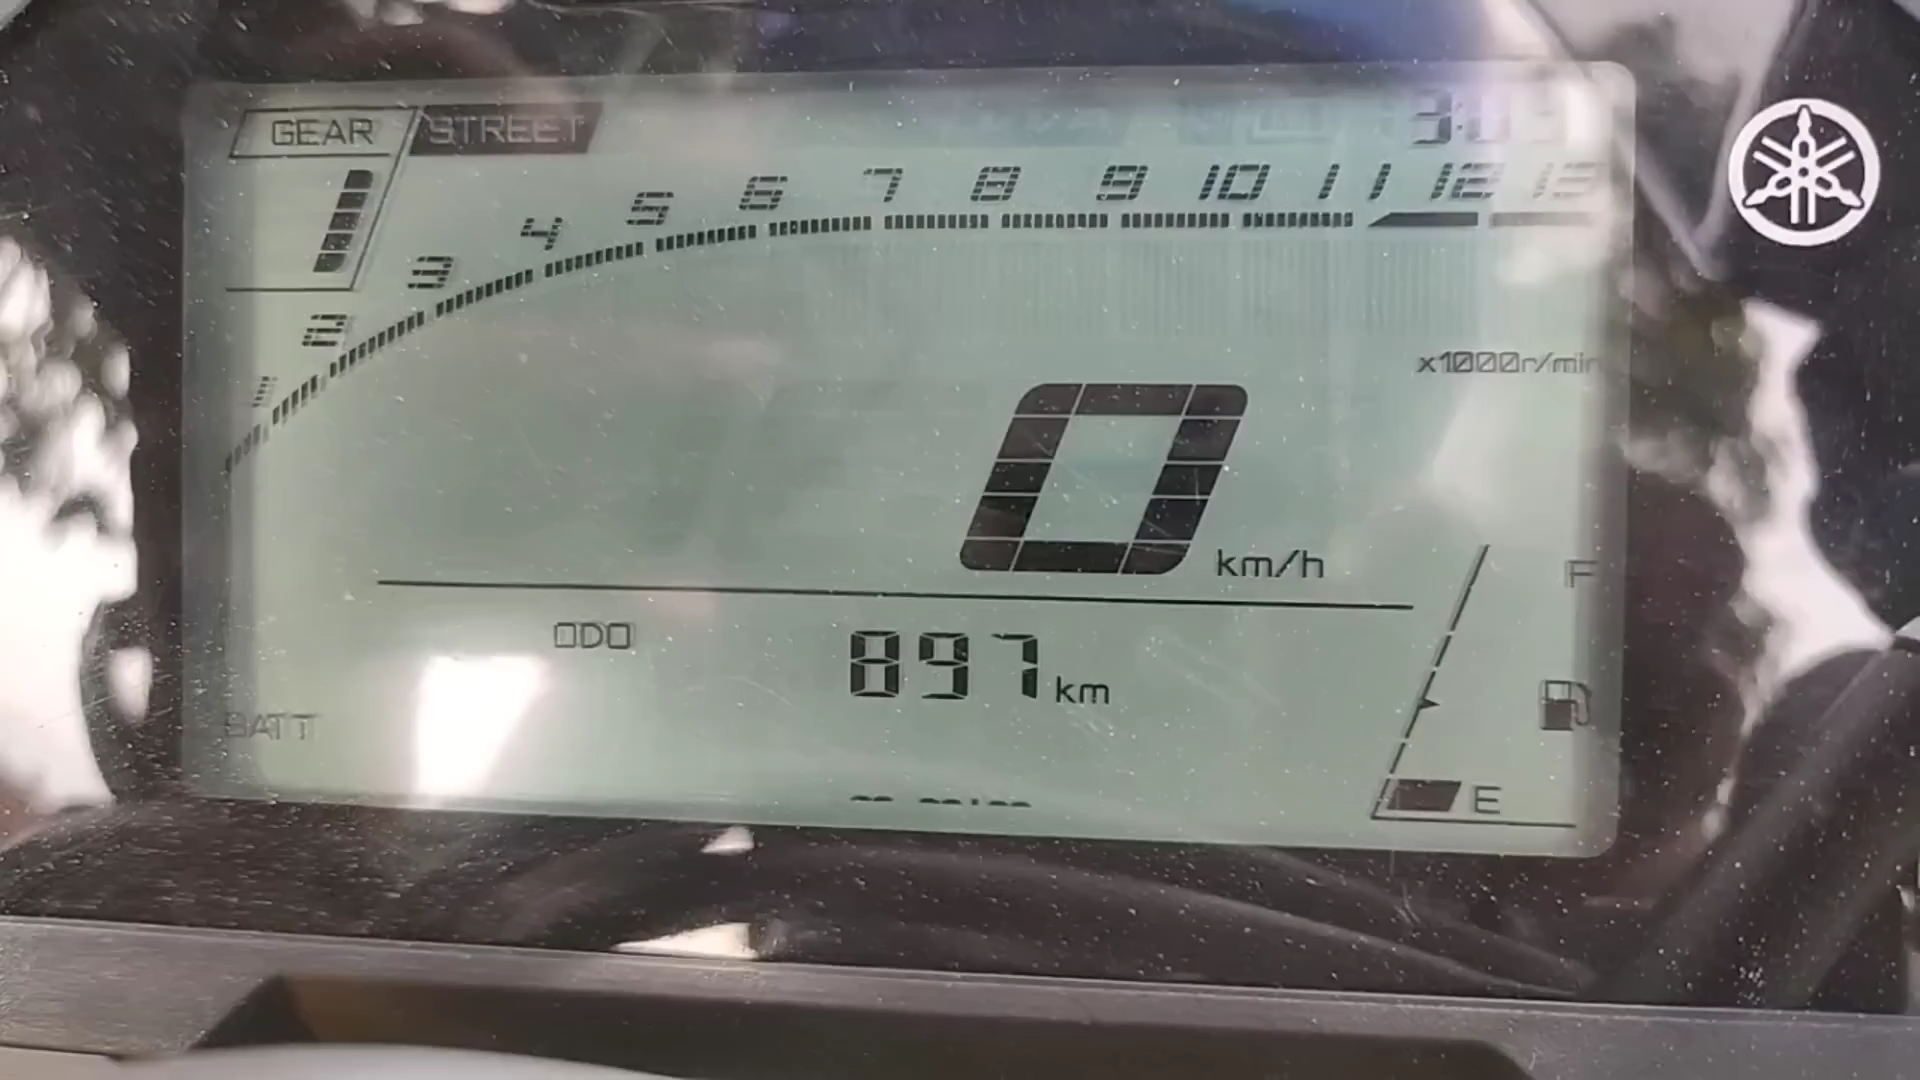 GEAR STREET
1
1 2 3 4 5 6 7 8 9 10 11 12 13
x1000r/min
0 km/h
F
ODO 897 km
BATT
E